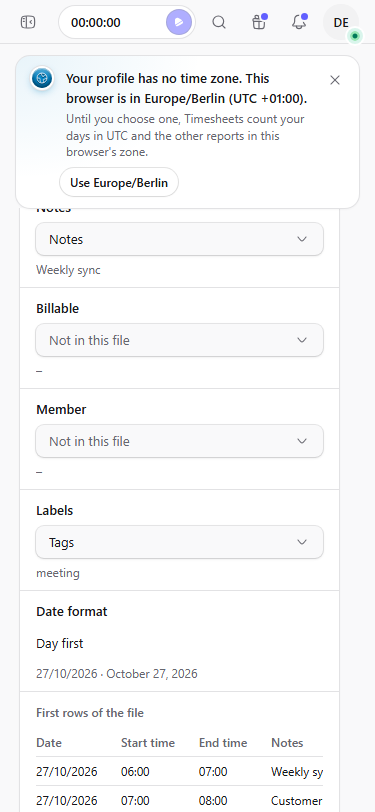 00:00:00
DE
Your profile has no time zone. This
browser is in Europe/Berlin (UTC +01:00).
Until you choose one, Timesheets count your
days in UTC and the other reports in this
browser's zone.
Use Europe/Berlin
Notes
Notes
Weekly sync
Billable
Not in this file
–
Member
Not in this file
–
Labels
Tags
meeting
Date format
Day first
27/10/2026 · October 27, 2026
First rows of the file
Date Start time End time Notes
27/10/2026 06:00 07:00 Weekly sy
27/10/2026 07:00 08:00 Customer